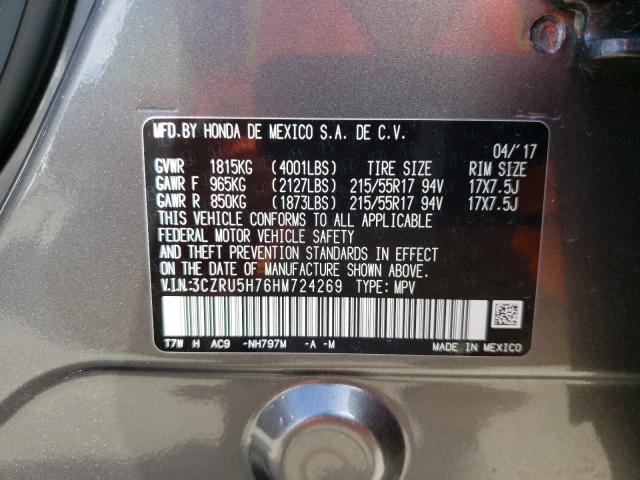 MFD.BY HONDA DE MEXICO S.A. DE C.V.
04/'17
GVWR 1815KG (4001LBS) TIRE SIZE RIM SIZE
GAWR F 965KG (2127LBS) 215/55R17 94V 17X7.5J
GAWR R 850KG (1873LBS) 215/55R17 94V 17X7.5J
THIS VEHICLE CONFORMS TO ALL APPLICABLE
FEDERAL MOTOR VEHICLE SAFETY
AND THEFT PREVENTION STANDARDS IN EFFECT
ON THE DATE OF MANUFACTURE SHOWN ABOVE.
V.I.N:3CZRU5H76HM724269 TYPE: MPV
T7W H AC9 -NH797M -A -M
MADE IN MEXICO